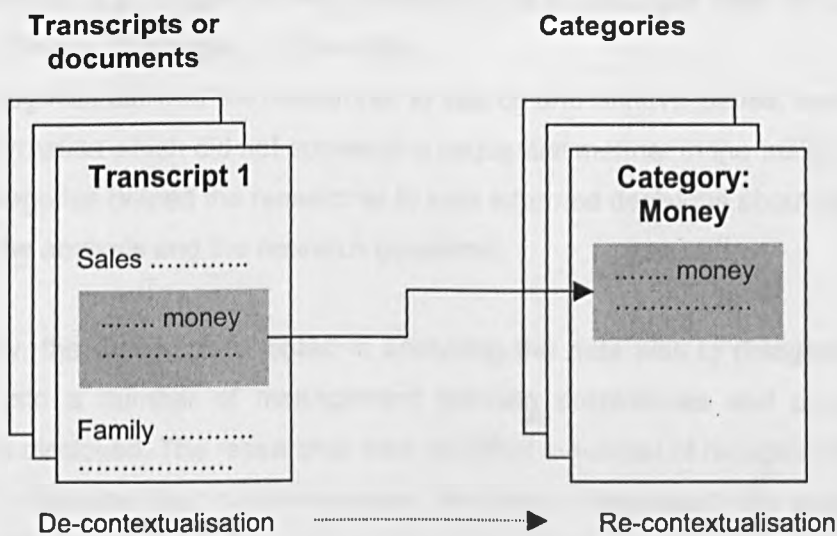 Transcripts or
documents
Categories
Transcript 1
Sales ............
....... money
....................
Family ............
....................
Category:
Money
....... money
....................
De-contextualisation
Re-contextualisation